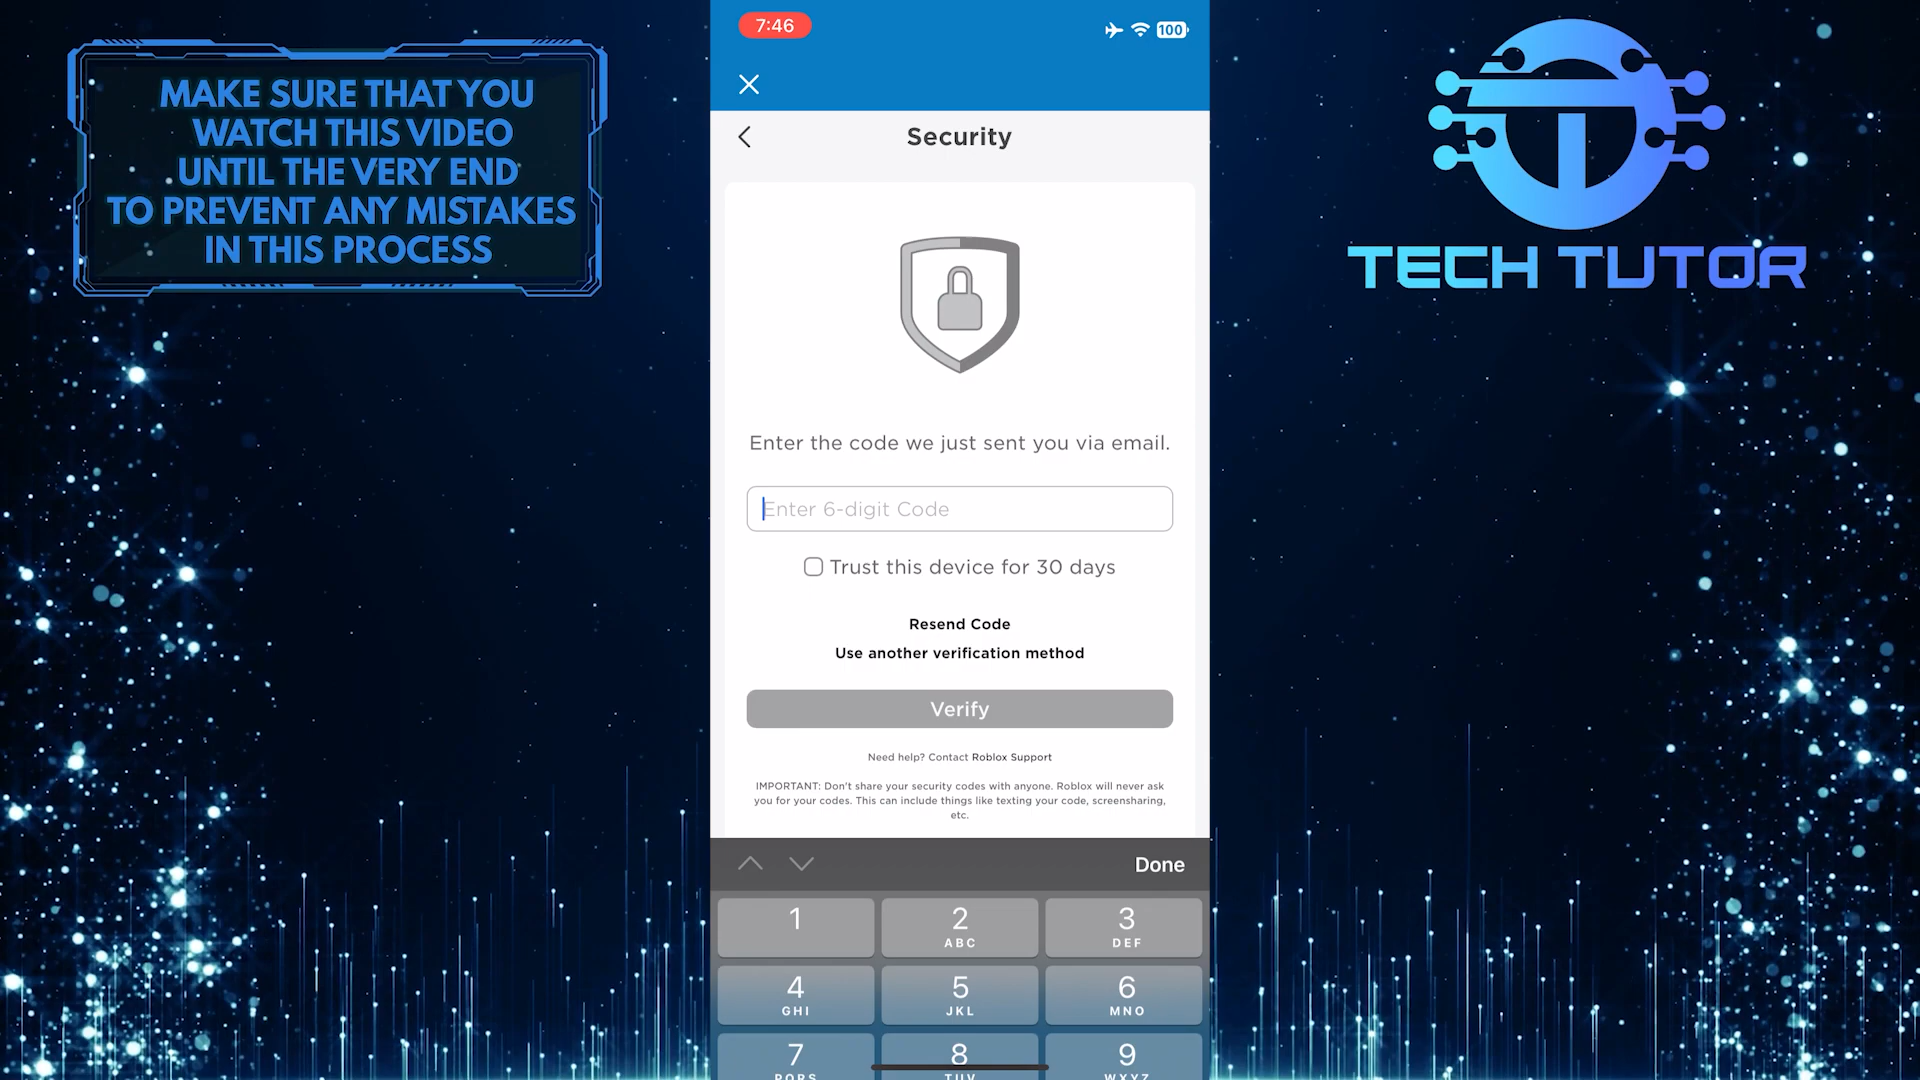 MAKE SURE THAT YOU
WATCH THIS VIDEO
UNTIL THE VERY END
TO PREVENT ANY MISTAKES
IN THIS PROCESS
7:46
100
Security
Enter the code we just sent you via email.
Enter 6-digit Code
Trust this device for 30 days
Resend Code
Use another verification method
Verify
Need help? Contact Roblox Support
IMPORTANT: Don't share your security codes with anyone. Roblox will never ask
you for your codes. This can include things like texting your code, screensharing,
etc.
Done
1
2
ABC
3
DEF
4
GHI
5
JKL
6
MNO
7
PQRS
8
TUV
9
WXYZ
TECH TUTOR